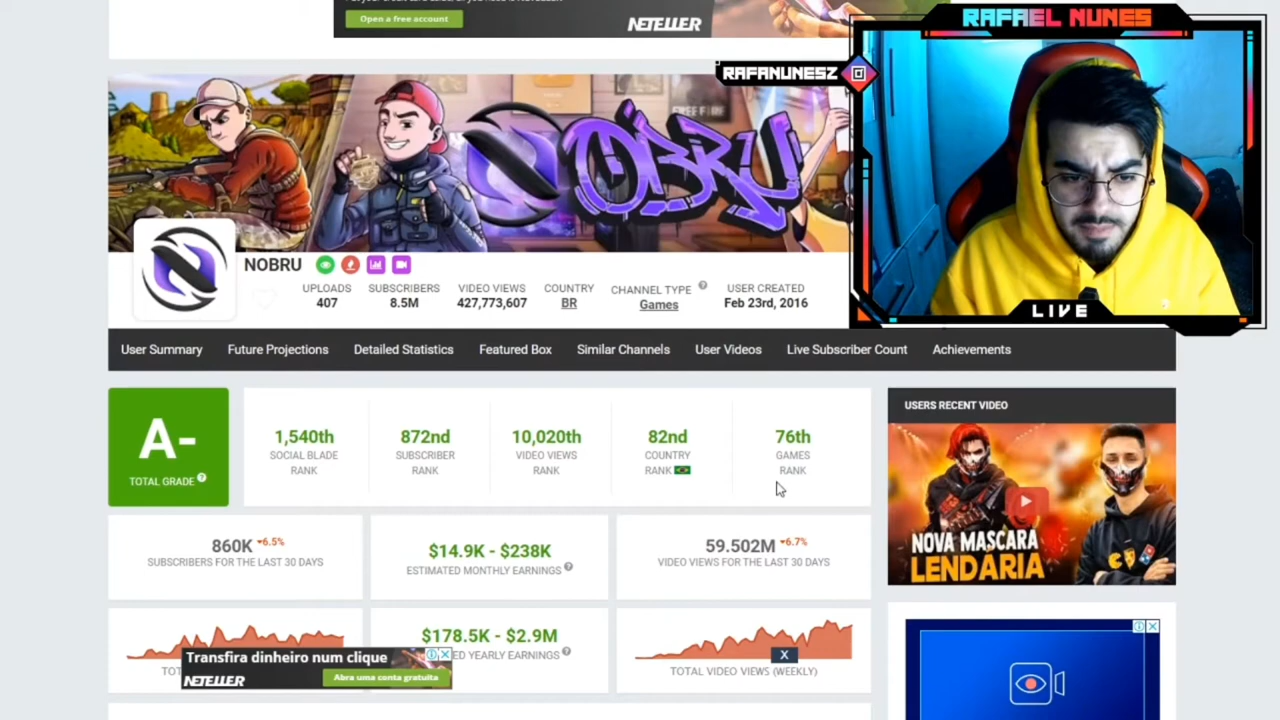 Open a free account
NETELLER
RAFAEL NUNES
RAFANUNESZ
FREE FIRE
NOBRU
NOBRU
UPLOADS
407
SUBSCRIBERS
8.5M
VIDEO VIEWS
427,773,607
COUNTRY
BR
CHANNEL TYPE
Games
USER CREATED
Feb 23rd, 2016
LIVE
User Summary
Future Projections
Detailed Statistics
Featured Box
Similar Channels
User Videos
Live Subscriber Count
Achievements
A-
TOTAL GRADE
1,540th
SOCIAL BLADE
RANK
872nd
SUBSCRIBER
RANK
10,020th
VIDEO VIEWS
RANK
82nd
COUNTRY
RANK
76th
GAMES
RANK
USERS RECENT VIDEO
NOVA MASCARA
LENDÁRIA
860K -6.5%
SUBSCRIBERS FOR THE LAST 30 DAYS
$14.9K - $238K
ESTIMATED MONTHLY EARNINGS
59.502M -6.7%
VIDEO VIEWS FOR THE LAST 30 DAYS
$178.5K - $2.9M
YEARLY EARNINGS
X
TOTAL VIDEO VIEWS (WEEKLY)
Transfira dinheiro num clique
NETELLER
Abra uma conta gratuita